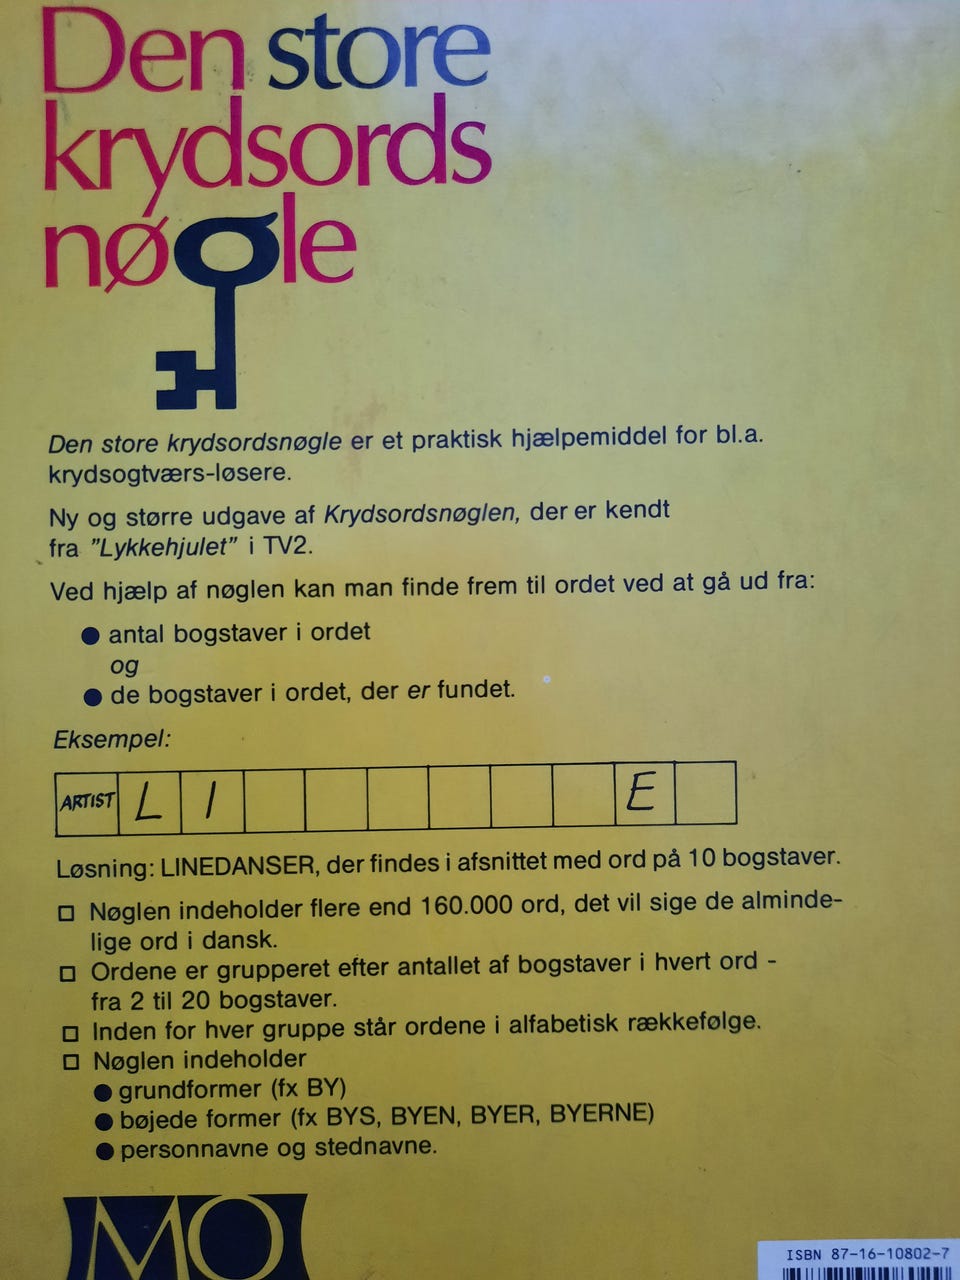 Den store
krydsords
nøgle
Den store krydsordsnøgle er et praktisk hjælpemiddel for bl.a.
krydsogtværs-løsere.
Ny og større udgave af Krydsordsnøglen, der er kendt
fra ”Lykkehjulet” i TV2.
Ved hjælp af nøglen kan man finde frem til ordet ved at gå ud fra:
● antal bogstaver i ordet
og
● de bogstaver i ordet, der er fundet.
Eksempel:
ARTIST L I E
Løsning: LINEDANSER, der findes i afsnittet med ord på 10 bogstaver.
□ Nøglen indeholder flere end 160.000 ord, det vil sige de alminde-
lige ord i dansk.
□ Ordene er grupperet efter antallet af bogstaver i hvert ord -
fra 2 til 20 bogstaver.
□ Inden for hver gruppe står ordene i alfabetisk rækkefølge.
□ Nøglen indeholder
● grundformer (fx BY)
● bøjede former (fx BYS, BYEN, BYER, BYERNE)
● personnavne og stednavne.
MO
ISBN 87-16-10802-7